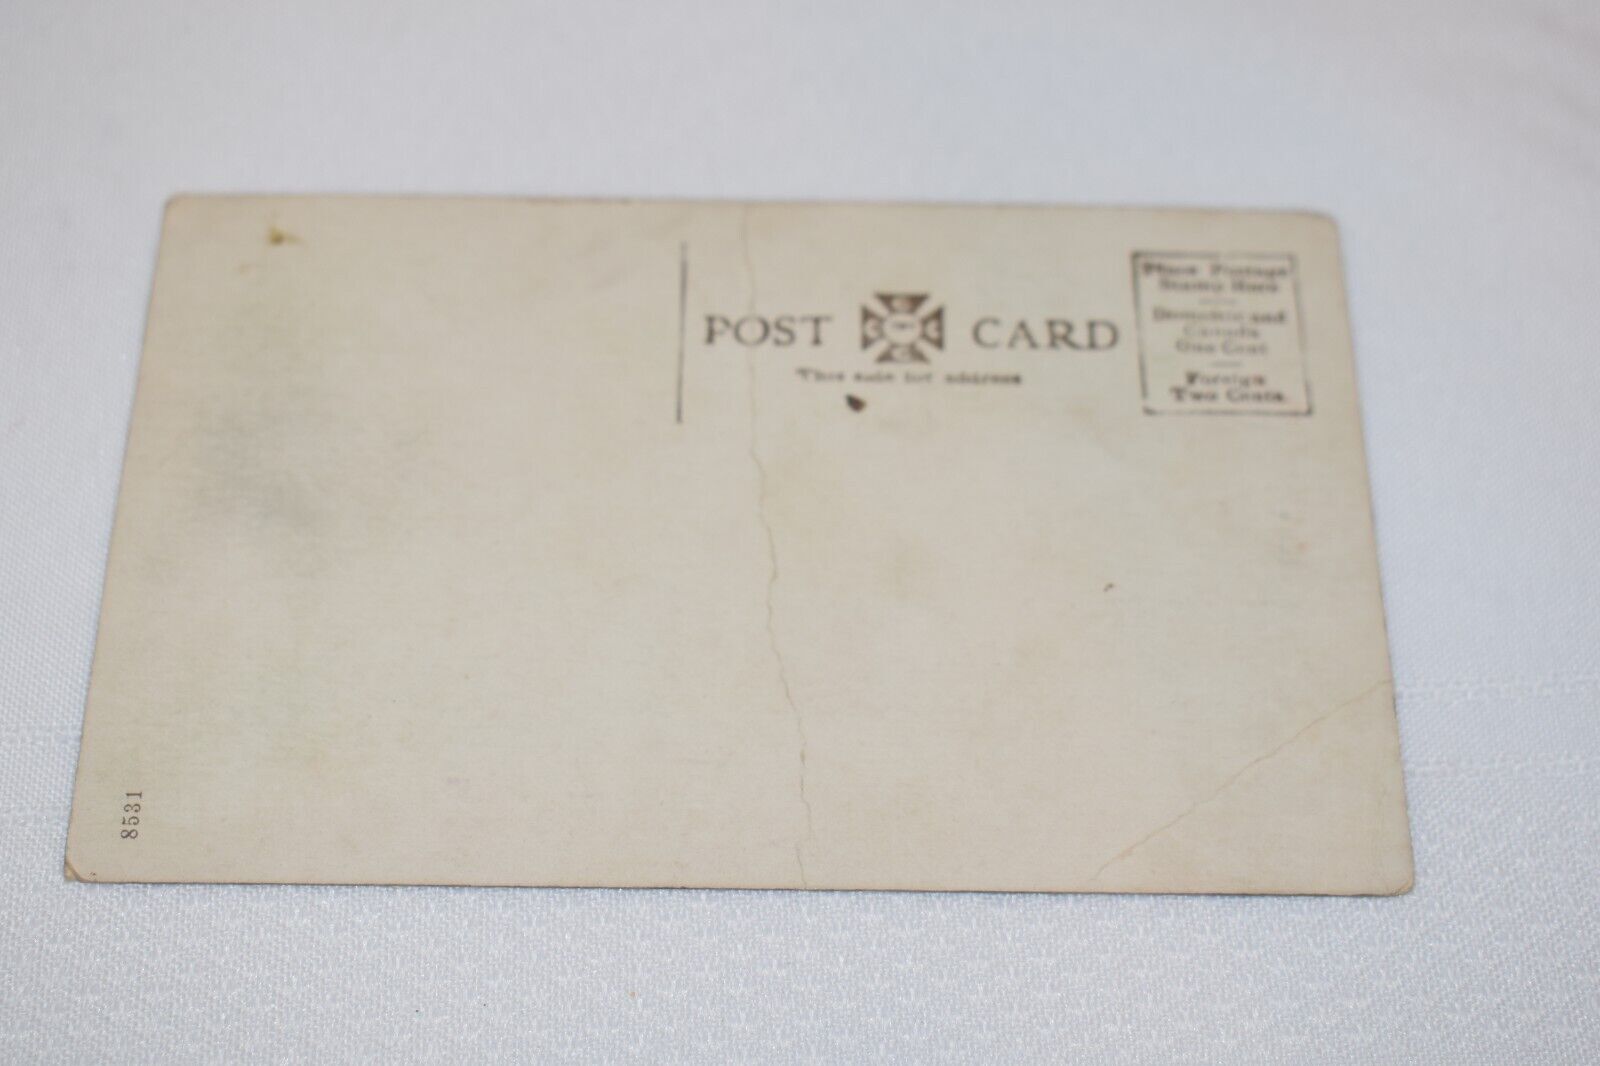 POST CARD
This side for address
Place Postage
Stamp Here
Domestic and
Canada
One Cent
Foreign
Two Cents.
8531